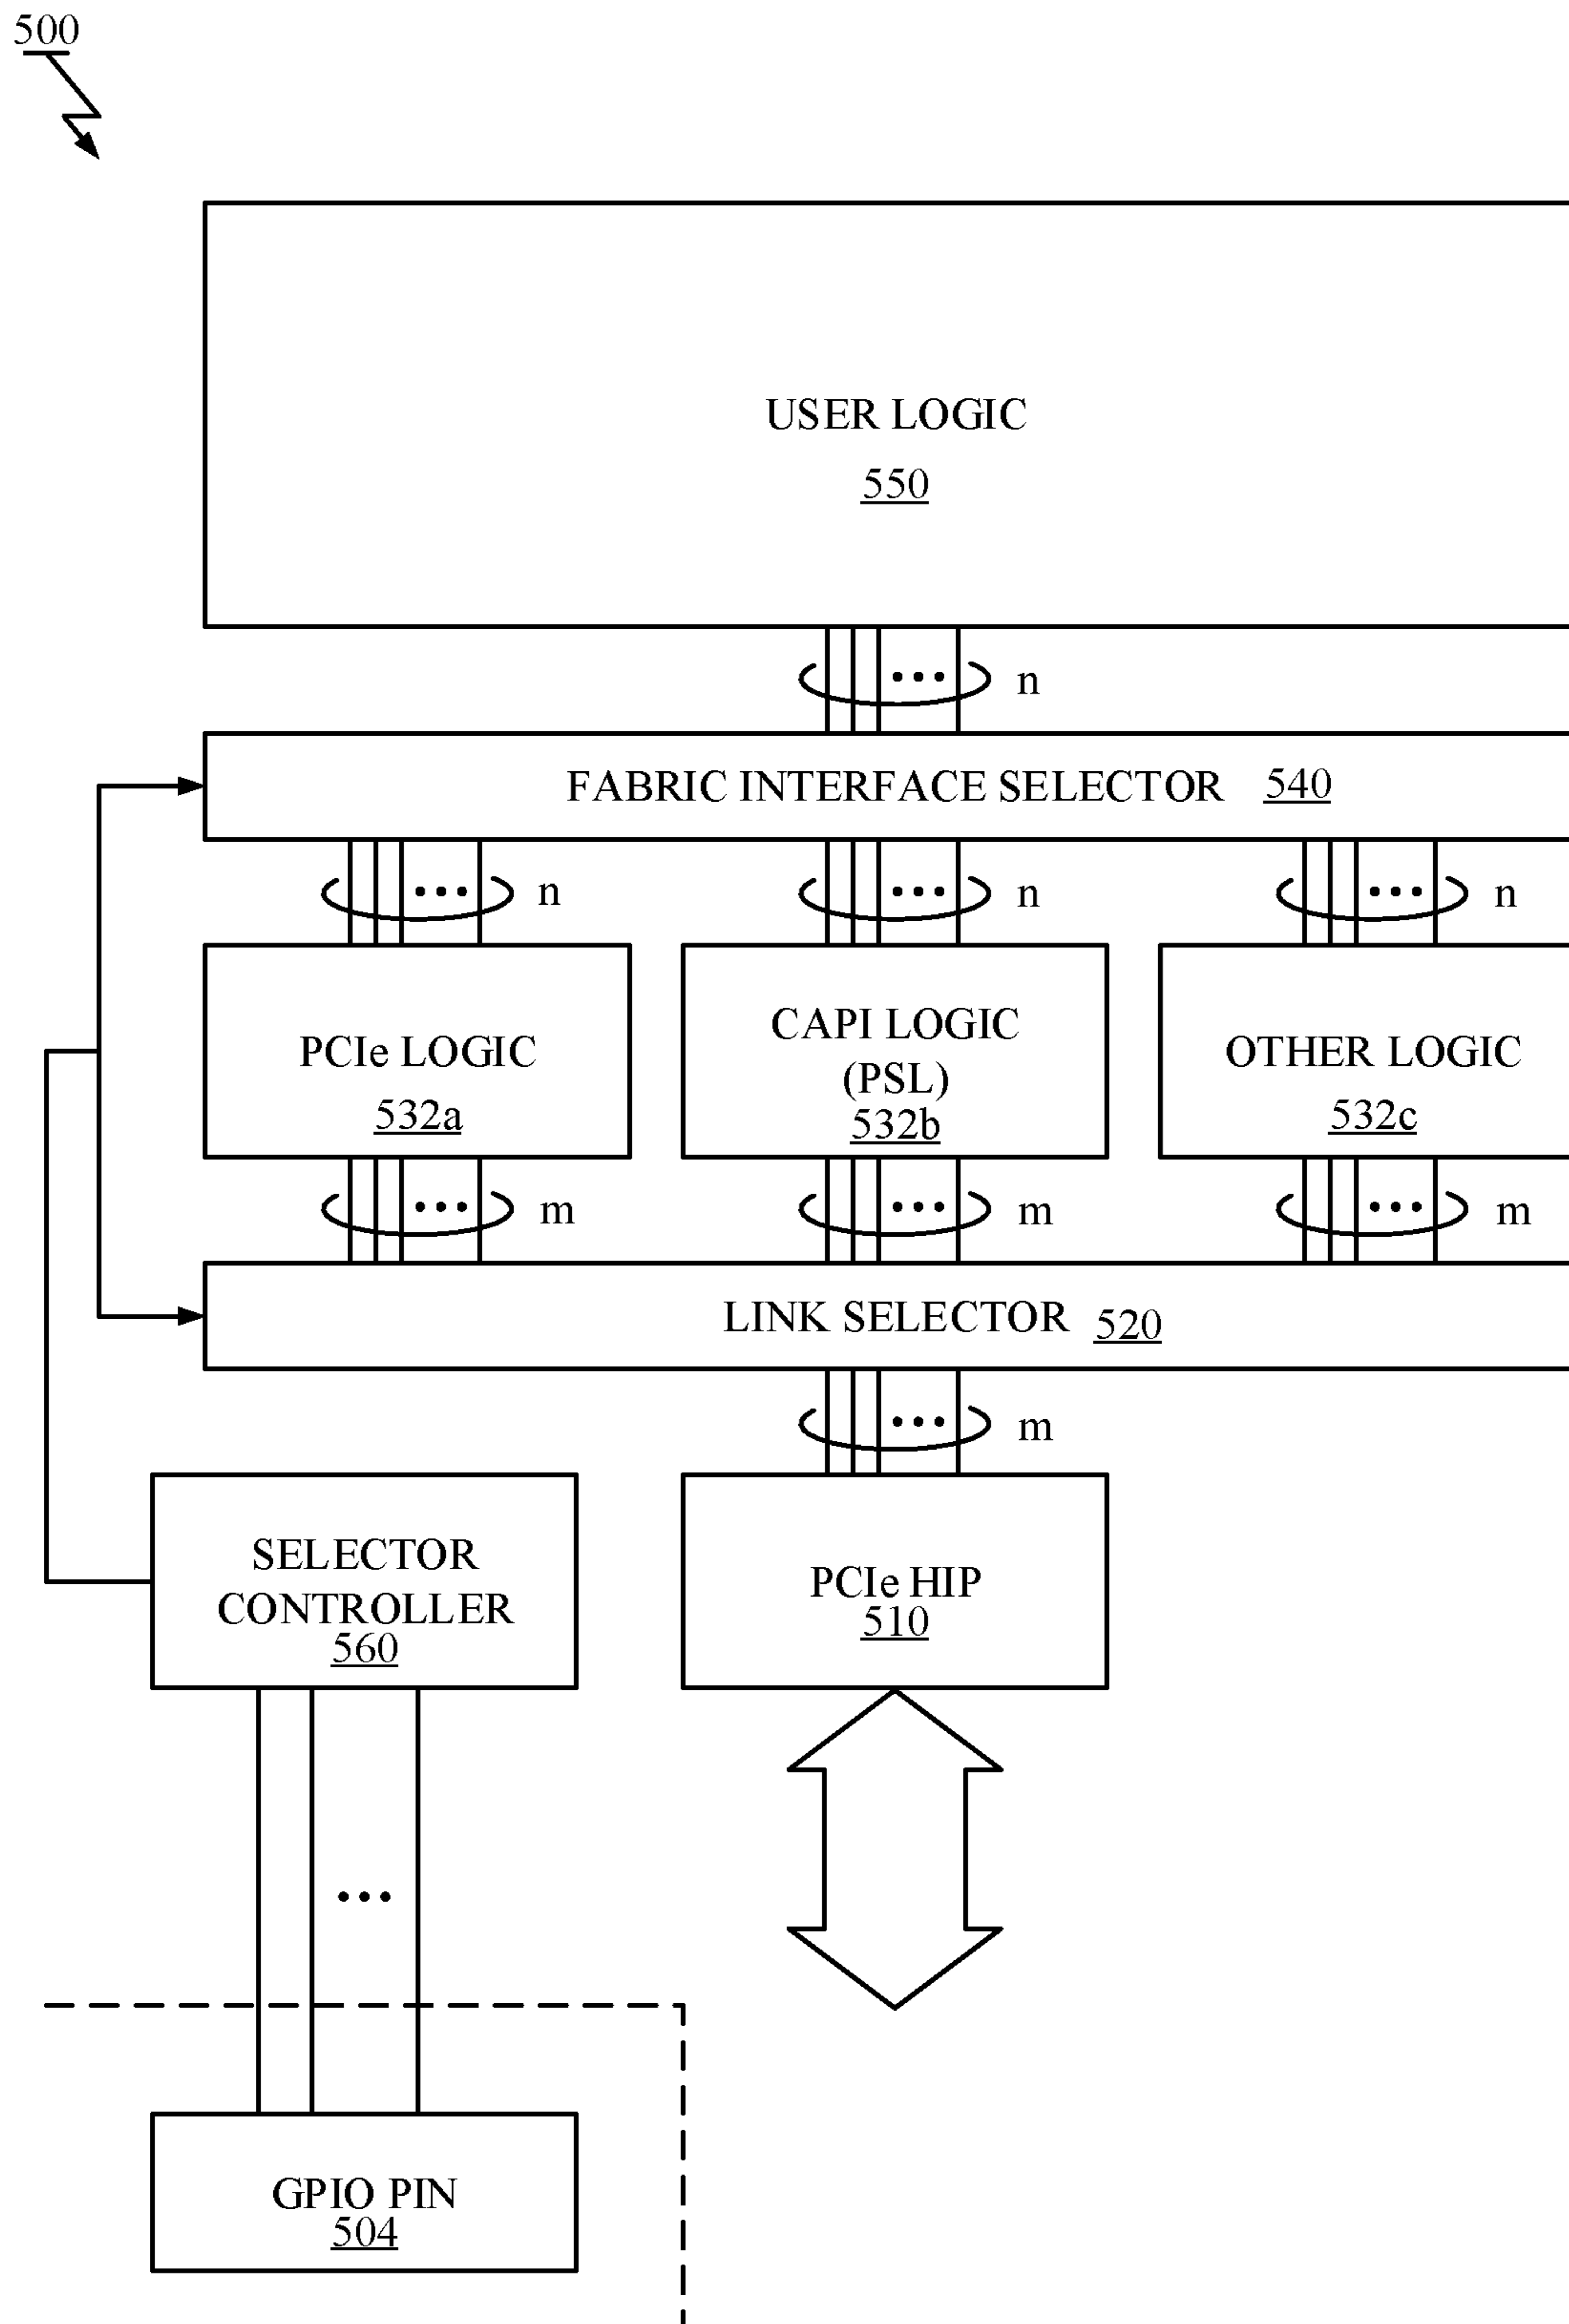 500
USER LOGIC
550
n
FABRIC INTERFACE SELECTOR 540
n n n
PCIe LOGIC
532a
CAPI LOGIC
(PSL)
532b
OTHER LOGIC
532c
m m m
LINK SELECTOR 520
m
SELECTOR
CONTROLLER
560
PCIe HIP
510
GPIO PIN
504